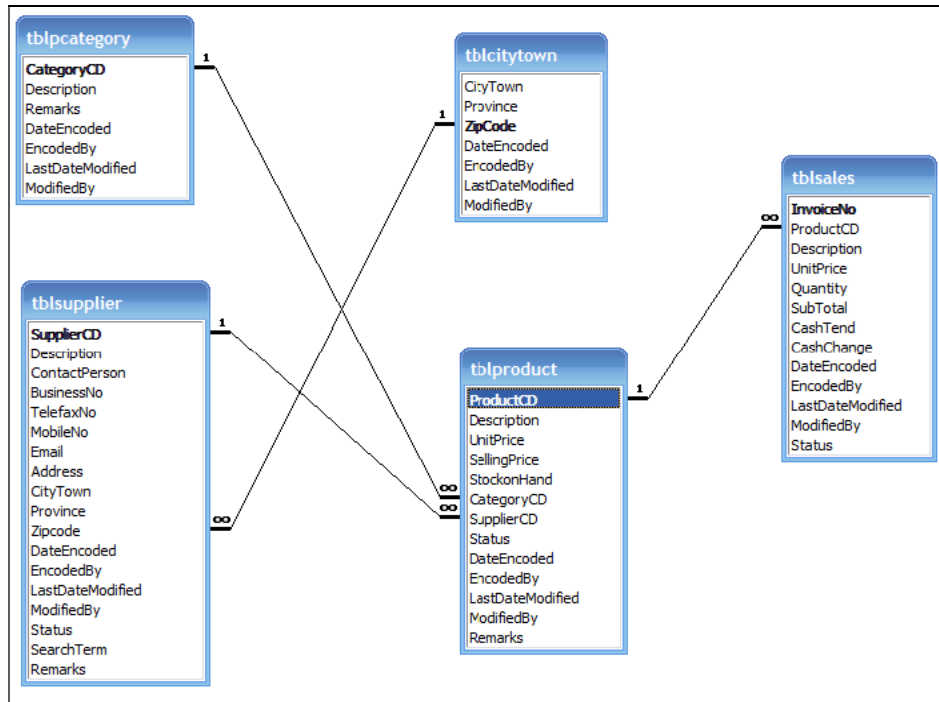 tblpcategory
CategoryCD
Description
Remarks
DateEncoded
EncodedBy
LastDateModified
ModifiedBy
1
tblcitytown
CityTown
Province
ZipCode
DateEncoded
EncodedBy
LastDateModified
ModifiedBy
1
tblsales
InvoiceNo
ProductCD
Description
UnitPrice
Quantity
SubTotal
CashTend
CashChange
DateEncoded
EncodedBy
LastDateModified
ModifiedBy
Status
∞
tblsupplier
SupplierCD
Description
ContactPerson
BusinessNo
TelefaxNo
MobileNo
Email
Address
CityTown
Province
Zipcode
DateEncoded
EncodedBy
LastDateModified
ModifiedBy
Status
SearchTerm
Remarks
1
∞
tblproduct
ProductCD
Description
UnitPrice
SellingPrice
StockonHand
CategoryCD
SupplierCD
Status
DateEncoded
EncodedBy
LastDateModified
ModifiedBy
Remarks
1
∞
∞